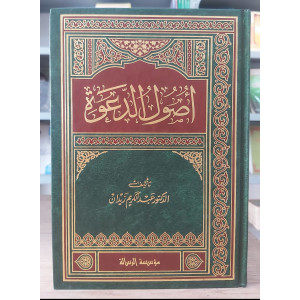 أصول الدعوة
تأليف
الدكتور عبد الكريم زيدان
مؤسسة الرسالة